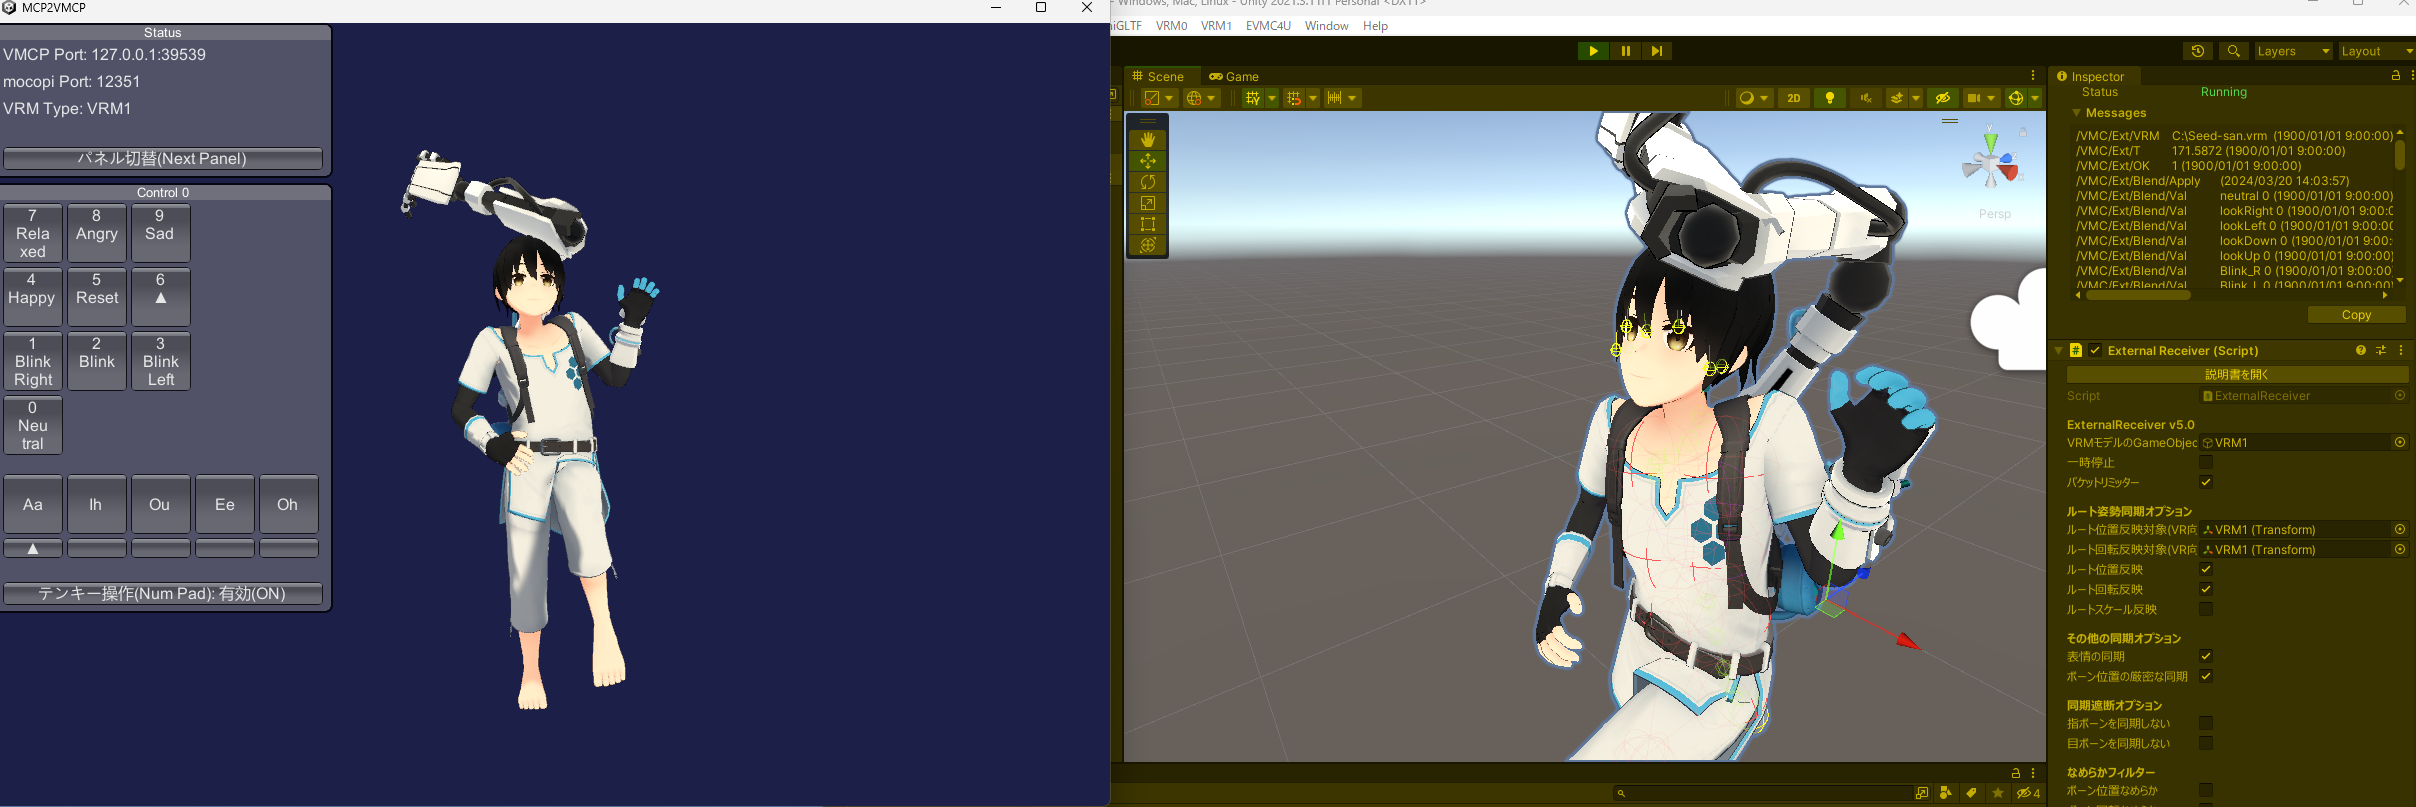 MCP2VMCP
Status
VMCP Port: 127.0.0.1:39539
mocopi Port: 12351
VRM Type: VRM1
パネル切替(Next Panel)
Control 0
7 Rela xed
8 Angry
9 Sad
4 Happy
5 Reset
6 ▲
1 Blink Right
2 Blink
3 Blink Left
0 Neu tral
Aa
Ih
Ou
Ee
Oh
▲
テンキー操作(Num Pad): 有効(ON)
Windows, Mac, Linux - Unity 2021.3.11f1 Personal <DX11>
iGLTF VRM0 VRM1 EVMC4U Window Help
Layers
Layout
Scene
Game
2D
Persp
4
Inspector
Status Running
Messages
/VMC/Ext/VRM C:\Seed-san.vrm (1900/01/01 9:00:00)
/VMC/Ext/T 171.5872 (1900/01/01 9:00:00)
/VMC/Ext/OK 1 (1900/01/01 9:00:00)
/VMC/Ext/Blend/Apply (2024/03/20 14:03:57)
/VMC/Ext/Blend/Val neutral 0 (1900/01/01 9:00:00)
/VMC/Ext/Blend/Val lookRight 0 (1900/01/01 9:00:0
/VMC/Ext/Blend/Val lookLeft 0 (1900/01/01 9:00:00
/VMC/Ext/Blend/Val lookDown 0 (1900/01/01 9:00:
/VMC/Ext/Blend/Val lookUp 0 (1900/01/01 9:00:00)
/VMC/Ext/Blend/Val Blink_R 0 (1900/01/01 9:00:00
/VMC/Ext/Blend/Val Blink_L 0 (1900/01/01 9:00:00)
Copy
External Receiver (Script)
説明書を開く
Script ExternalReceiver
ExternalReceiver v5.0
VRMモデルのGameObjec VRM1
一時停止
パケットリミッター
ルート姿勢同期オプション
ルート位置反映対象(VR向 VRM1 (Transform)
ルート回転反映対象(VR向 VRM1 (Transform)
ルート位置反映
ルート回転反映
ルートスケール反映
その他の同期オプション
表情の同期
ボーン位置の厳密な同期
同期遮断オプション
指ボーンを同期しない
目ボーンを同期しない
なめらかフィルター
ボーン位置なめらか